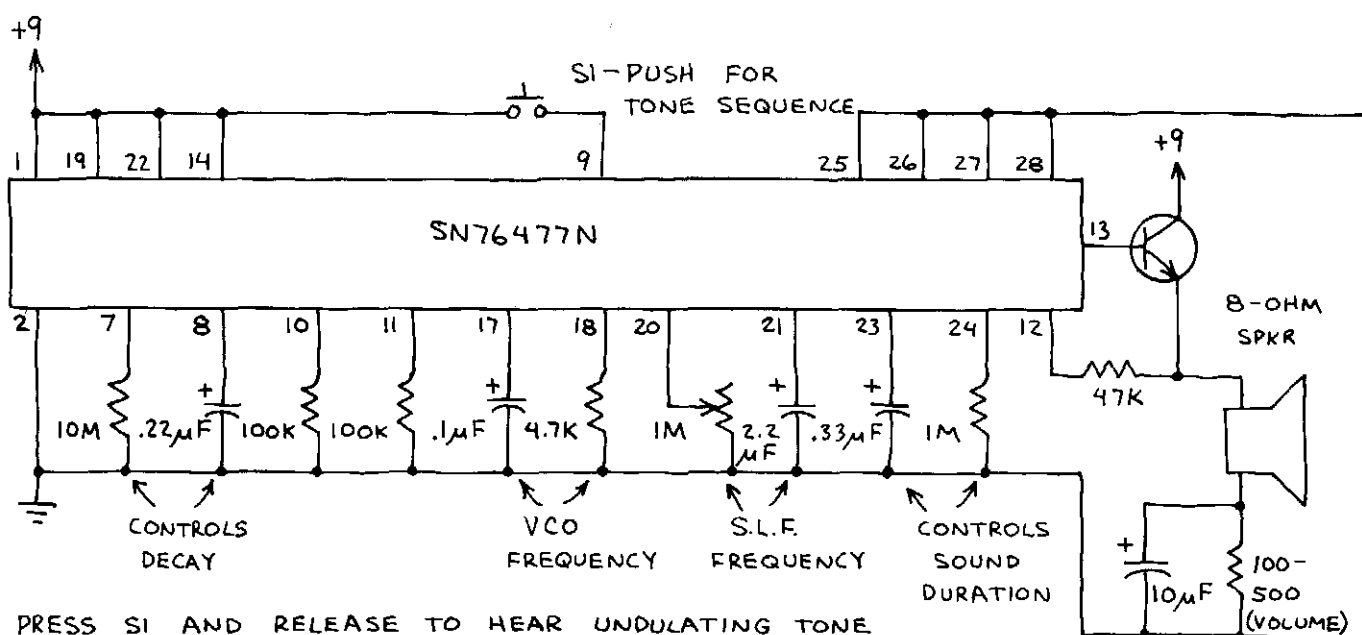 +9
S1-PUSH FOR
TONE SEQUENCE
+9
1 19 22 14 9 25 26 27 28
SN76477N
13
2 7 8 10 11 17 18 20 21 23 24 12
8-OHM
SPKR
47K
10M
+
.22µF
100K
100K
+
.1µF
4.7K
1M
+
2.2
µF
+
.33µF
1M
CONTROLS
DECAY
VCO
FREQUENCY
S.L.F.
FREQUENCY
CONTROLS
SOUND
DURATION
+
10µF
100-
500
(VOLUME)
PRESS S1 AND RELEASE TO HEAR UNDULATING TONE